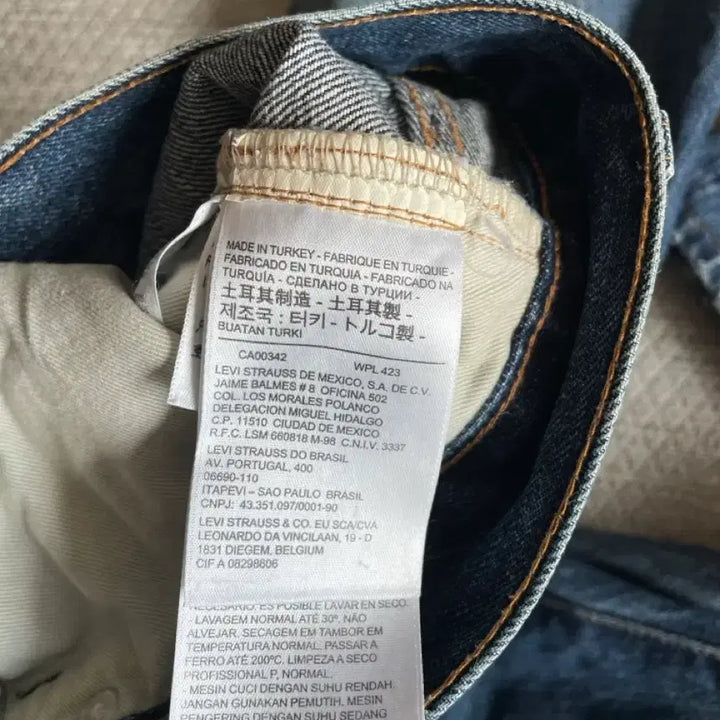 MADE IN TURKEY - FABRIQUE EN TURQUIE -
FABRICADO EN TURQUIA - FABRICADO NA
TURQUÍA - СДЕЛАНО В ТУРЦИИ -
土耳其制造 - 土耳其製 -
제조국 : 터키 - トルコ製 -
BUATAN TURKI
CA00342 WPL 423
LEVI STRAUSS DE MEXICO, S.A. DE C.V.
JAIME BALMES # 8 OFICINA 502
COL. LOS MORALES POLANCO
DELEGACION MIGUEL HIDALGO
C.P. 11510 CIUDAD DE MEXICO
R.F.C. LSM 660818 M-98 C.N.I.V. 3337
LEVI STRAUSS DO BRASIL
AV. PORTUGAL, 400
06690-110
ITAPEVI – SAO PAULO BRASIL
CNPJ: 43.351.097/0001-90
LEVI STRAUSS & CO. EU SCA/CVA
LEONARDO DA VINCILAAN, 19 - D
1831 DIEGEM, BELGIUM
CIF A 08298606
NECESARIO. ES POSIBLE LAVAR EN SECO.
LAVAGEM NORMAL ATÉ 30º. NÃO
ALVEJAR. SECAGEM EM TAMBOR EM
TEMPERATURA NORMAL. PASSAR A
FERRO ATÉ 200ºC. LIMPEZA A SECO
PROFISSIONAL P, NORMAL.
- MESIN CUCI DENGAN SUHU RENDAH.
JANGAN GUNAKAN PEMUTIH. MESIN
PENGERING DENGAN SUHU SEDANG